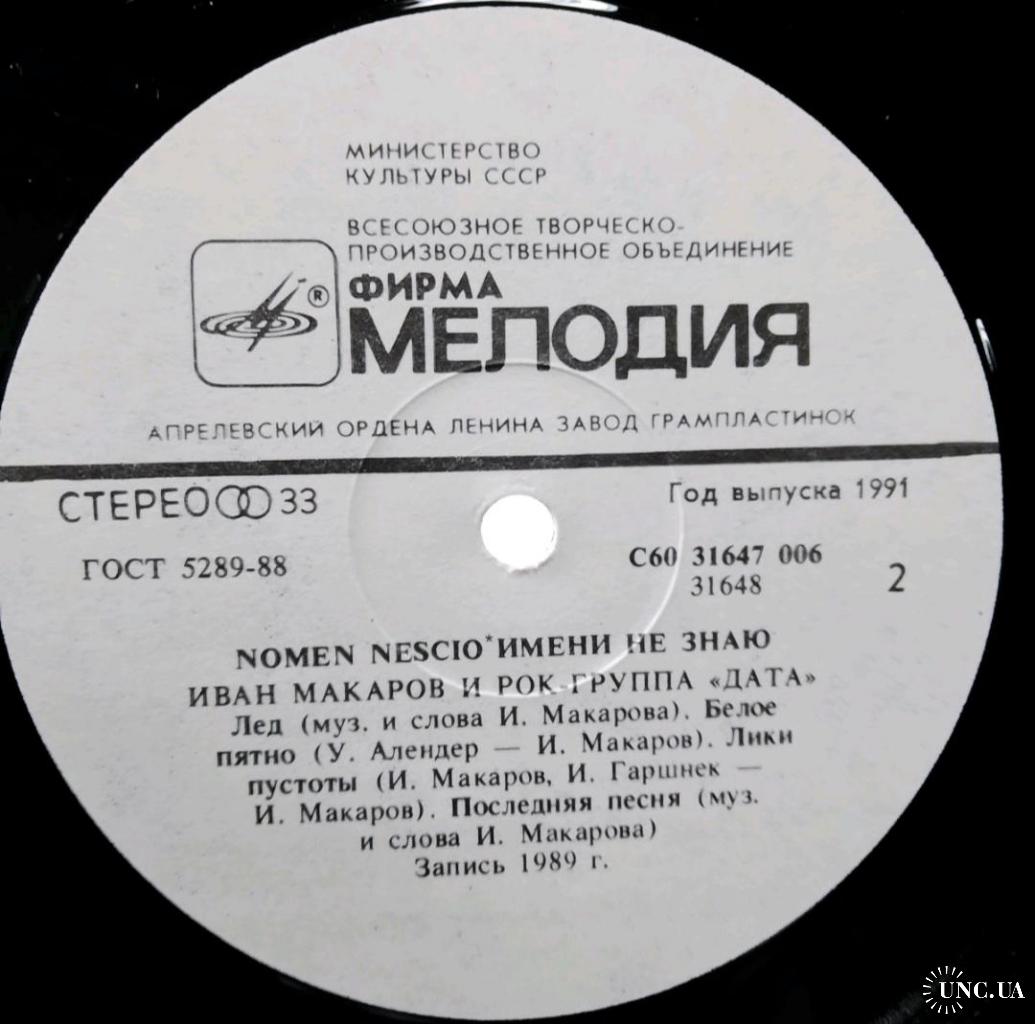 МИНИСТЕРСТВО
КУЛЬТУРЫ СССР
ВСЕСОЮЗНОЕ ТВОРЧЕСКО-
ПРОИЗВОДСТВЕННОЕ ОБЪЕДИНЕНИЕ
®
ФИРМА
МЕЛОДИЯ
АПРЕЛЕВСКИЙ ОРДЕНА ЛЕНИНА ЗАВОД ГРАМПЛАСТИНОК
СТЕРЕО 33
Год выпуска 1991
ГОСТ 5289-88
С60 31647 006
31648
2
NOMEN NESCIO*ИМЕНИ НЕ ЗНАЮ
ИВАН МАКАРОВ И РОК-ГРУППА «ДАТА»
Лед (муз. и слова И. Макарова). Белое
пятно (У. Алендер — И. Макаров). Лики
пустоты (И. Макаров, И. Гаршнек —
И. Макаров). Последняя песня (муз.
и слова И. Макарова)
Запись 1989 г.
UNC.UA